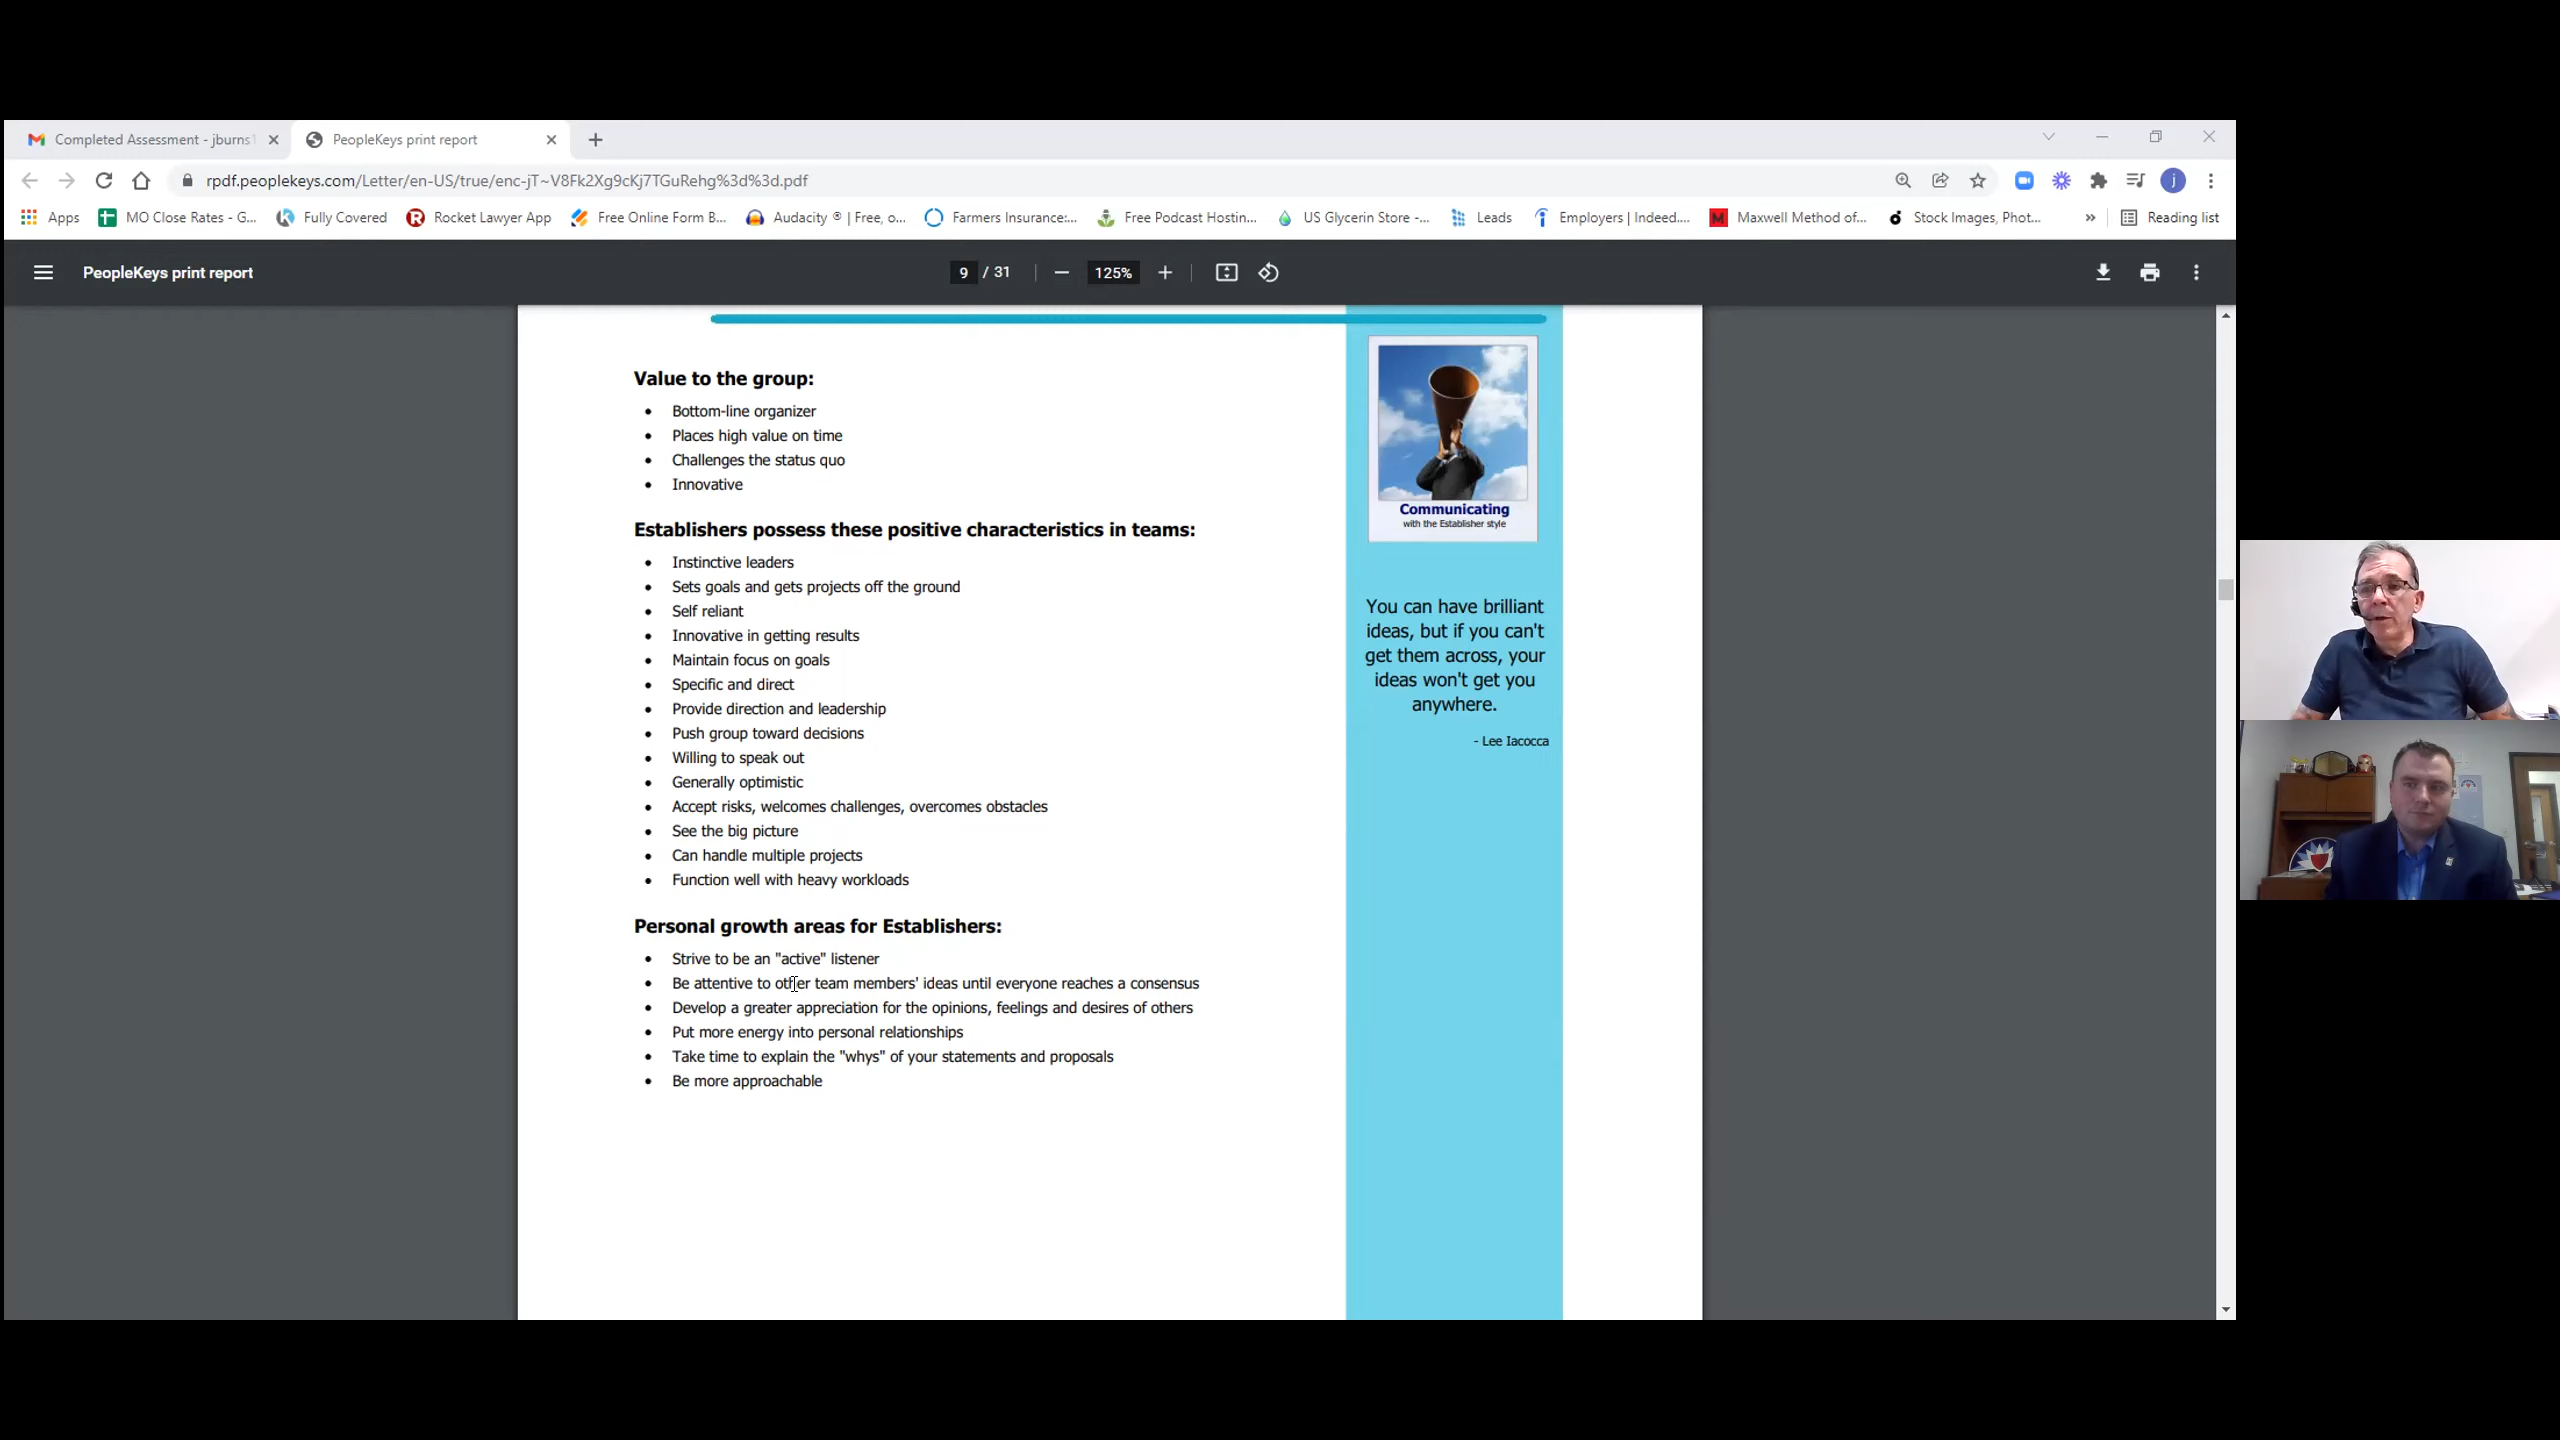 Completed Assessment - jburns1
PeopleKeys print report
rpdf.peoplekeys.com/Letter/en-US/true/enc-jT~V8Fk2Xg9cKj7TGuRehg%3d%3d.pdf
j
Apps
MO Close Rates - G...
Fully Covered
Rocket Lawyer App
Free Online Form B...
Audacity ® | Free, o...
Farmers Insurance:...
Free Podcast Hostin...
US Glycerin Store -...
Leads
Employers | Indeed....
Maxwell Method of...
Stock Images, Phot...
»
Reading list
PeopleKeys print report
9 / 31
125%
Value to the group:
• Bottom-line organizer
• Places high value on time
• Challenges the status quo
• Innovative
Establishers possess these positive characteristics in teams:
• Instinctive leaders
• Sets goals and gets projects off the ground
• Self reliant
• Innovative in getting results
• Maintain focus on goals
• Specific and direct
• Provide direction and leadership
• Push group toward decisions
• Willing to speak out
• Generally optimistic
• Accept risks, welcomes challenges, overcomes obstacles
• See the big picture
• Can handle multiple projects
• Function well with heavy workloads
Personal growth areas for Establishers:
• Strive to be an "active" listener
• Be attentive to other team members' ideas until everyone reaches a consensus
• Develop a greater appreciation for the opinions, feelings and desires of others
• Put more energy into personal relationships
• Take time to explain the "whys" of your statements and proposals
• Be more approachable
Communicating
with the Establisher style
You can have brilliant
ideas, but if you can't
get them across, your
ideas won't get you
anywhere.
- Lee Iacocca